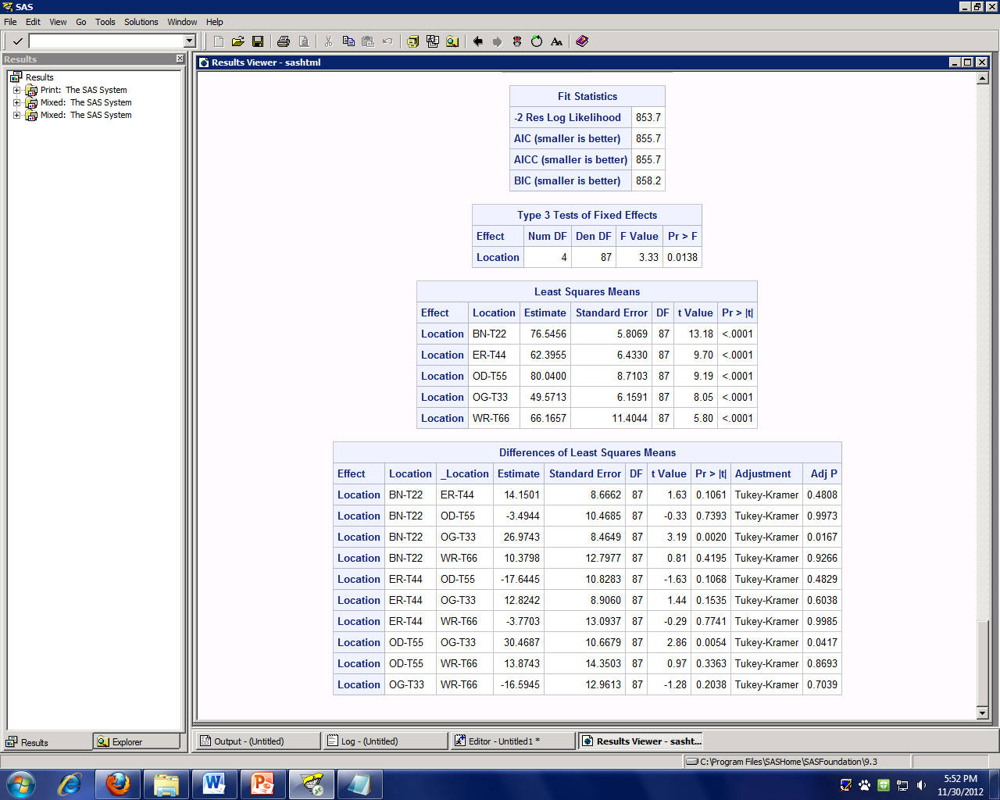 SAS
File Edit View Go Tools Solutions Window Help
Results
Results Viewer - sashtml
Results
Print: The SAS System
Mixed: The SAS System
Mixed: The SAS System
Fit Statistics
-2 Res Log Likelihood 853.7
AIC (smaller is better) 855.7
AICC (smaller is better) 855.7
BIC (smaller is better) 858.2
Type 3 Tests of Fixed Effects
Effect Num DF Den DF F Value Pr > F
Location 4 87 3.33 0.0138
Least Squares Means
Effect Location Estimate Standard Error DF t Value Pr > |t|
Location BN-T22 76.5456 5.8069 87 13.18 <.0001
Location ER-T44 62.3955 6.4330 87 9.70 <.0001
Location OD-T55 80.0400 8.7103 87 9.19 <.0001
Location OG-T33 49.5713 6.1591 87 8.05 <.0001
Location WR-T66 66.1657 11.4044 87 5.80 <.0001
Differences of Least Squares Means
Effect Location _Location Estimate Standard Error DF t Value Pr > |t| Adjustment Adj P
Location BN-T22 ER-T44 14.1501 8.6662 87 1.63 0.1061 Tukey-Kramer 0.4808
Location BN-T22 OD-T55 -3.4944 10.4685 87 -0.33 0.7393 Tukey-Kramer 0.9973
Location BN-T22 OG-T33 26.9743 8.4649 87 3.19 0.0020 Tukey-Kramer 0.0167
Location BN-T22 WR-T66 10.3798 12.7977 87 0.81 0.4195 Tukey-Kramer 0.9266
Location ER-T44 OD-T55 -17.6445 10.8283 87 -1.63 0.1068 Tukey-Kramer 0.4829
Location ER-T44 OG-T33 12.8242 8.9060 87 1.44 0.1535 Tukey-Kramer 0.6038
Location ER-T44 WR-T66 -3.7703 13.0937 87 -0.29 0.7741 Tukey-Kramer 0.9985
Location OD-T55 OG-T33 30.4687 10.6679 87 2.86 0.0054 Tukey-Kramer 0.0417
Location OD-T55 WR-T66 13.8743 14.3503 87 0.97 0.3363 Tukey-Kramer 0.8693
Location OG-T33 WR-T66 -16.5945 12.9613 87 -1.28 0.2038 Tukey-Kramer 0.7039
Results Explorer
Output - (Untitled) Log - (Untitled) Editor - Untitled1 * Results Viewer - sasht...
C:\Program Files\SASHome\SASFoundation\9.3
5:52 PM
11/30/2012